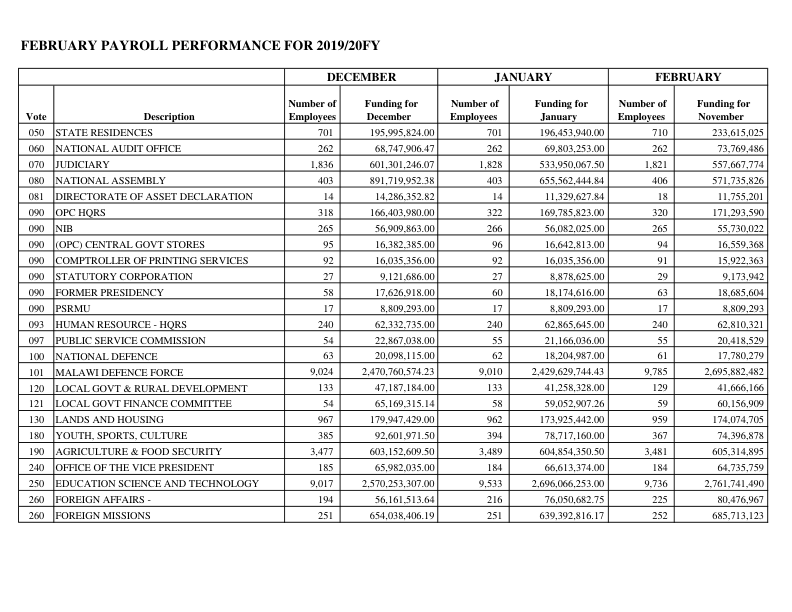 FEBRUARY PAYROLL PERFORMANCE FOR 2019/20FY
DECEMBER JANUARY FEBRUARY
Vote Description Number of Employees Funding for December Number of Employees Funding for January Number of Employees Funding for November
050 STATE RESIDENCES 701 195,995,824.00 701 196,453,940.00 710 233,615,025
060 NATIONAL AUDIT OFFICE 262 68,747,906.47 262 69,803,253.00 262 73,769,486
070 JUDICIARY 1,836 601,301,246.07 1,828 533,950,067.50 1,821 557,667,774
080 NATIONAL ASSEMBLY 403 891,719,952.38 403 655,562,444.84 406 571,735,826
081 DIRECTORATE OF ASSET DECLARATION 14 14,286,352.82 14 11,329,627.84 18 11,755,201
090 OPC HQRS 318 166,403,980.00 322 169,785,823.00 320 171,293,590
090 NIB 265 56,909,863.00 266 56,082,025.00 265 55,730,022
090 (OPC) CENTRAL GOVT STORES 95 16,382,385.00 96 16,642,813.00 94 16,559,368
090 COMPTROLLER OF PRINTING SERVICES 92 16,035,356.00 92 16,035,356.00 91 15,922,363
090 STATUTORY CORPORATION 27 9,121,686.00 27 8,878,625.00 29 9,173,942
090 FORMER PRESIDENCY 58 17,626,918.00 60 18,174,616.00 63 18,685,604
090 PSRMU 17 8,809,293.00 17 8,809,293.00 17 8,809,293
093 HUMAN RESOURCE - HQRS 240 62,332,735.00 240 62,865,645.00 240 62,810,321
097 PUBLIC SERVICE COMMISSION 54 22,867,038.00 55 21,166,036.00 55 20,418,529
100 NATIONAL DEFENCE 63 20,098,115.00 62 18,204,987.00 61 17,780,279
101 MALAWI DEFENCE FORCE 9,024 2,470,760,574.23 9,010 2,429,629,744.43 9,785 2,695,882,482
120 LOCAL GOVT & RURAL DEVELOPMENT 133 47,187,184.00 133 41,258,328.00 129 41,666,166
121 LOCAL GOVT FINANCE COMMITTEE 54 65,169,315.14 58 59,052,907.26 59 60,156,909
130 LANDS AND HOUSING 967 179,947,429.00 962 173,925,442.00 959 174,074,705
180 YOUTH, SPORTS, CULTURE 385 92,601,971.50 394 78,717,160.00 367 74,396,878
190 AGRICULTURE & FOOD SECURITY 3,477 603,152,609.50 3,489 604,854,350.50 3,481 605,314,895
240 OFFICE OF THE VICE PRESIDENT 185 65,982,035.00 184 66,613,374.00 184 64,735,759
250 EDUCATION SCIENCE AND TECHNOLOGY 9,017 2,570,253,307.00 9,533 2,696,066,253.00 9,736 2,761,741,490
260 FOREIGN AFFAIRS - 194 56,161,513.64 216 76,050,682.75 225 80,476,967
260 FOREIGN MISSIONS 251 654,038,406.19 251 639,392,816.17 252 685,713,123